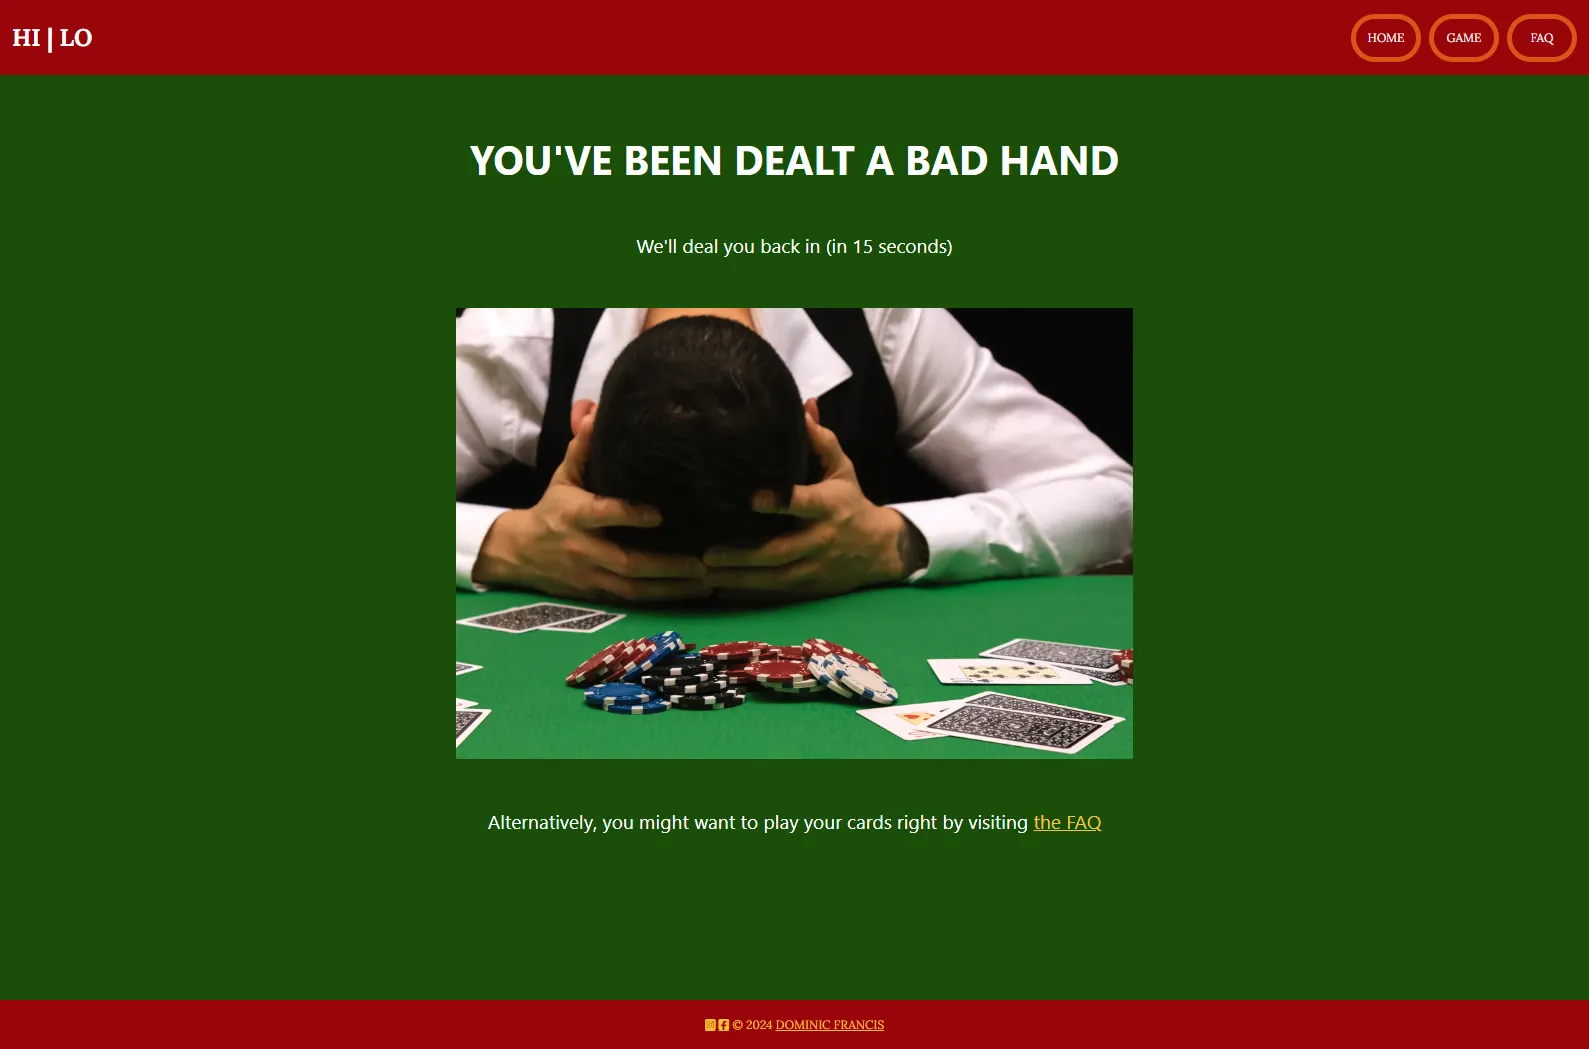 HI | LO
HOME
GAME
FAQ
YOU'VE BEEN DEALT A BAD HAND
We'll deal you back in (in 15 seconds)
Alternatively, you might want to play your cards right by visiting the FAQ
© 2024 DOMINIC FRANCIS